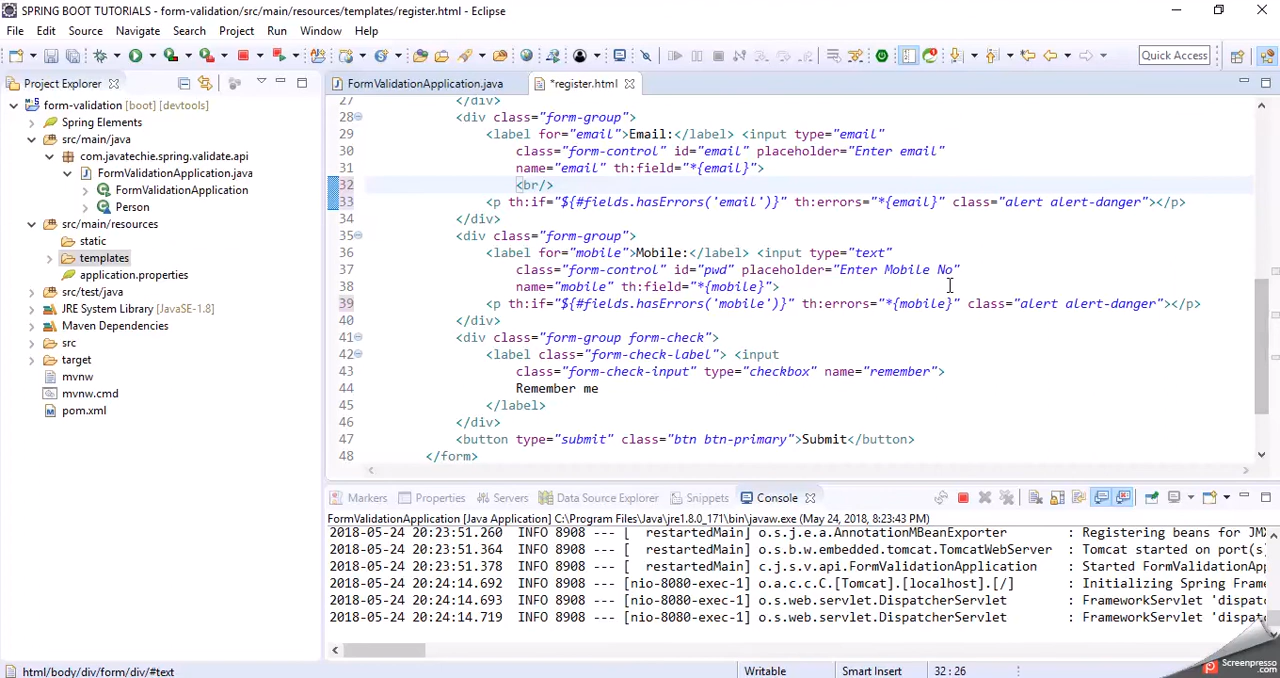 SPRING BOOT TUTORIALS - form-validation/src/main/resources/templates/register.html - Eclipse
File Edit Source Navigate Search Project Run Window Help
Quick Access
Project Explorer
FormValidationApplication.java
*register.html
form-validation [boot] [devtools]
Spring Elements
src/main/java
com.javatechie.spring.validate.api
FormValidationApplication.java
FormValidationApplication
Person
src/main/resources
static
templates
application.properties
src/test/java
JRE System Library [JavaSE-1.8]
Maven Dependencies
src
target
mvnw
mvnw.cmd
pom.xml
27 </div>
28 <div class="form-group">
29 <label for="email">Email:</label> <input type="email"
30 class="form-control" id="email" placeholder="Enter email"
31 name="email" th:field="*{email}">
32 <br/>
33 <p th:if="${#fields.hasErrors('email')}" th:errors="*{email}" class="alert alert-danger"></p>
34 </div>
35 <div class="form-group">
36 <label for="mobile">Mobile:</label> <input type="text"
37 class="form-control" id="pwd" placeholder="Enter Mobile No"
38 name="mobile" th:field="*{mobile}">
39 <p th:if="${#fields.hasErrors('mobile')}" th:errors="*{mobile}" class="alert alert-danger"></p>
40 </div>
41 <div class="form-group form-check">
42 <label class="form-check-label"> <input
43 class="form-check-input" type="checkbox" name="remember">
44 Remember me
45 </label>
46 </div>
47 <button type="submit" class="btn btn-primary">Submit</button>
48 </form>
Markers Properties Servers Data Source Explorer Snippets Console
FormValidationApplication [Java Application] C:\Program Files\Java\jre1.8.0_171\bin\javaw.exe (May 24, 2018, 8:23:43 PM)
2018-05-24 20:23:51.260 INFO 8908 --- [ restartedMain] o.s.j.e.a.AnnotationMBeanExporter : Registering beans for JMX
2018-05-24 20:23:51.364 INFO 8908 --- [ restartedMain] o.s.b.w.embedded.tomcat.TomcatWebServer : Tomcat started on port(s)
2018-05-24 20:23:51.378 INFO 8908 --- [ restartedMain] c.j.s.v.api.FormValidationApplication : Started FormValidationApp
2018-05-24 20:24:14.692 INFO 8908 --- [nio-8080-exec-1] o.a.c.c.C.[Tomcat].[localhost].[/] : Initializing Spring Frame
2018-05-24 20:24:14.693 INFO 8908 --- [nio-8080-exec-1] o.s.web.servlet.DispatcherServlet : FrameworkServlet 'dispatc
2018-05-24 20:24:14.719 INFO 8908 --- [nio-8080-exec-1] o.s.web.servlet.DispatcherServlet : FrameworkServlet 'dispat
html/body/div/form/div/#text
Writable
Smart Insert
32 : 26
Screenpresso
.com